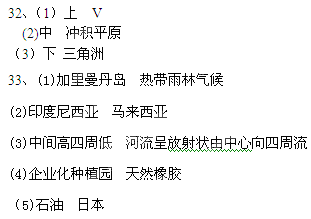 32、（1）上 V
(2)中 冲积平原
（3）下 三角洲
33、(1)加里曼丹岛 热带雨林气候
(2)印度尼西亚 马来西亚
(3)中间高四周低 河流呈放射状由中心向四周流
(4)企业化种植园 天然橡胶
(5)石油 日本